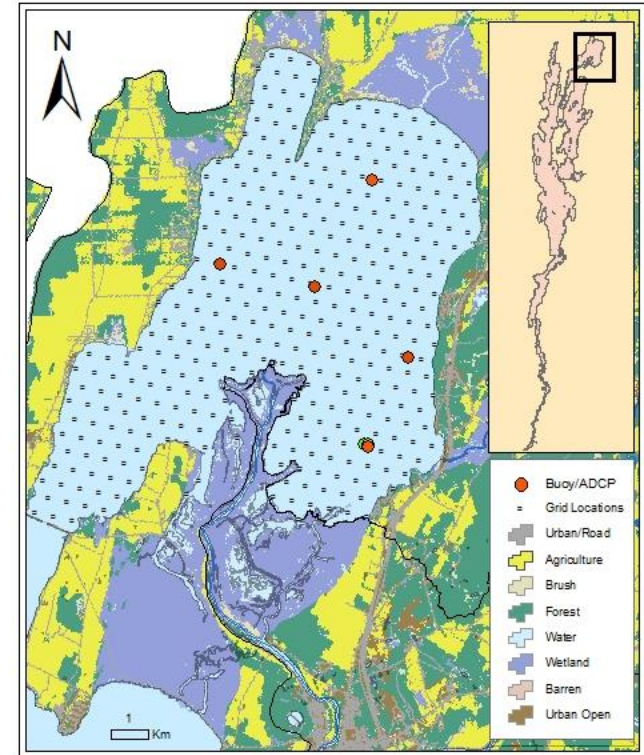 N
1
Km
Buoy/ADCP
Grid Locations
Urban/Road
Agriculture
Brush
Forest
Water
Wetland
Barren
Urban Open